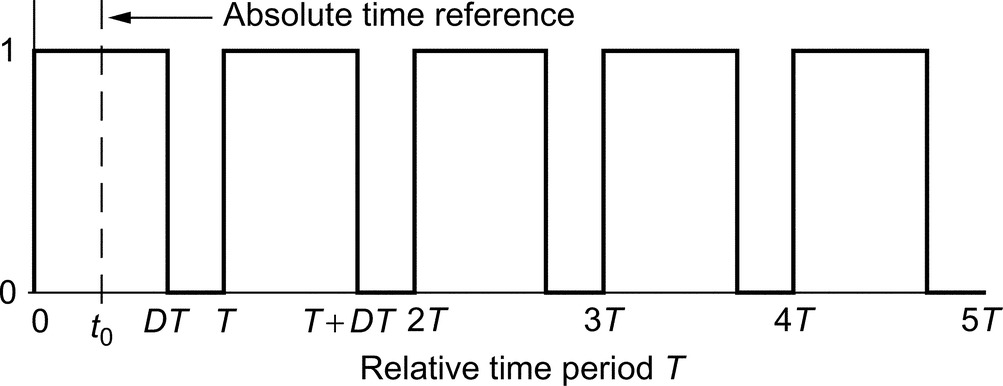 Absolute time reference
1
0
0 t₀ DT T T+DT 2T 3T 4T 5T
Relative time period T